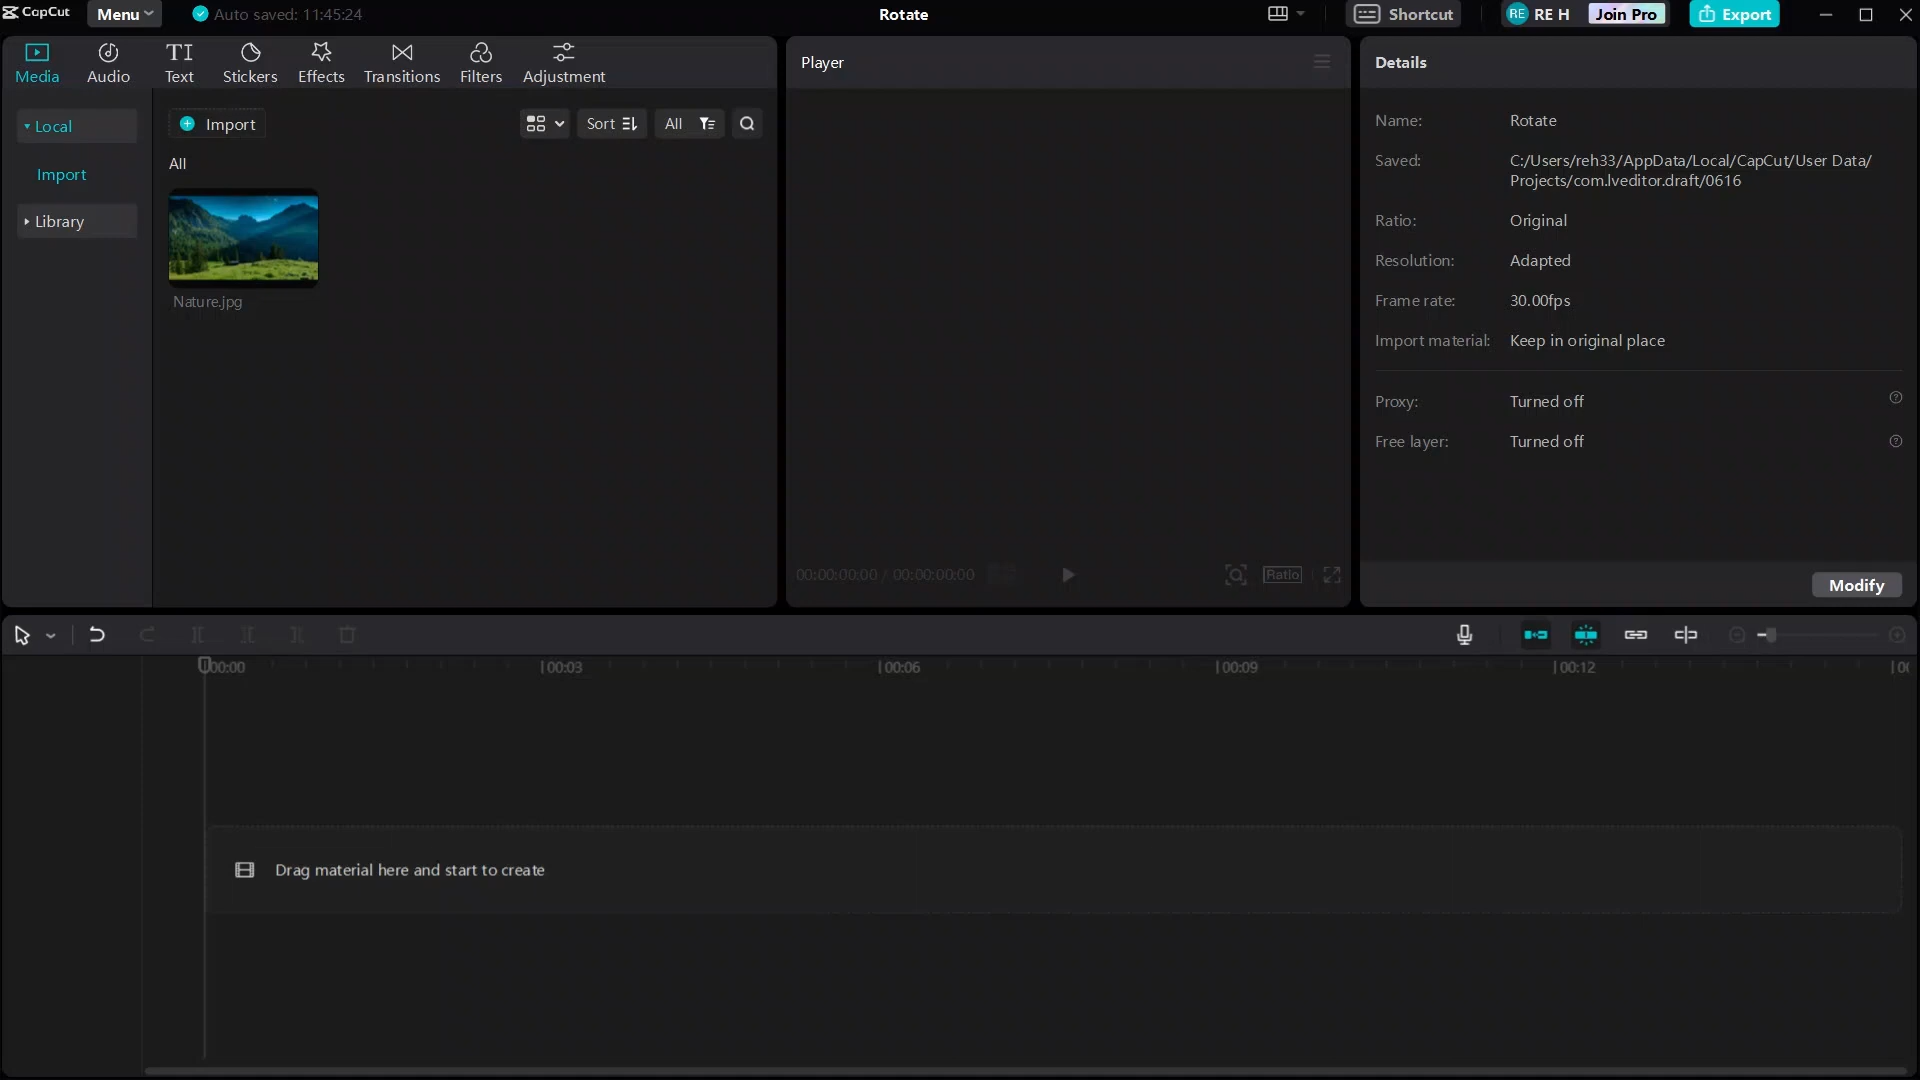 CapCut Menu Auto saved: 11:45:24 Rotate Shortcut RE RE H Join Pro Export
Media Audio Text Stickers Effects Transitions Filters Adjustment
Local
Import
Library
Import Sort All
All
Nature.jpg
Player
00:00:00:00 / 00:00:00:00 Ratio
Details
Name: Rotate
Saved: C:/Users/reh33/AppData/Local/CapCut/User Data/
Projects/com.lveditor.draft/0616
Ratio: Original
Resolution: Adapted
Frame rate: 30.00fps
Import material: Keep in original place
Proxy: Turned off
Free layer: Turned off
Modify
00:00 00:03 00:06 00:09 00:12
Drag material here and start to create